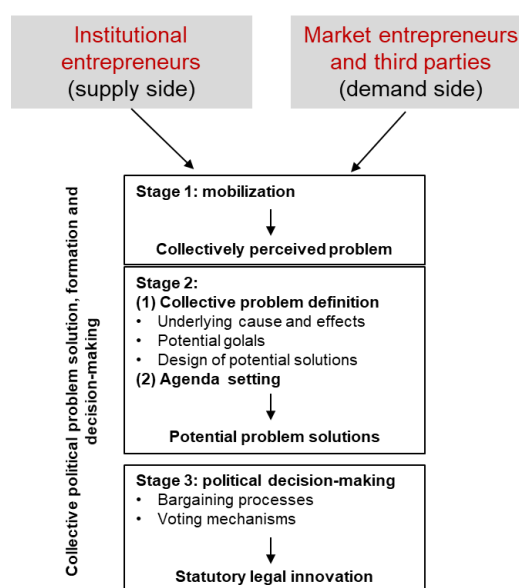 Institutional
entrepreneurs
(supply side)
Market entrepreneurs
and third parties
(demand side)
Collective political problem solution, formation and
decision-making
Stage 1: mobilization
Collectively perceived problem
Stage 2:
(1) Collective problem definition
• Underlying cause and effects
• Potential golals
• Design of potential solutions
(2) Agenda setting
Potential problem solutions
Stage 3: political decision-making
• Bargaining processes
• Voting mechanisms
Statutory legal innovation